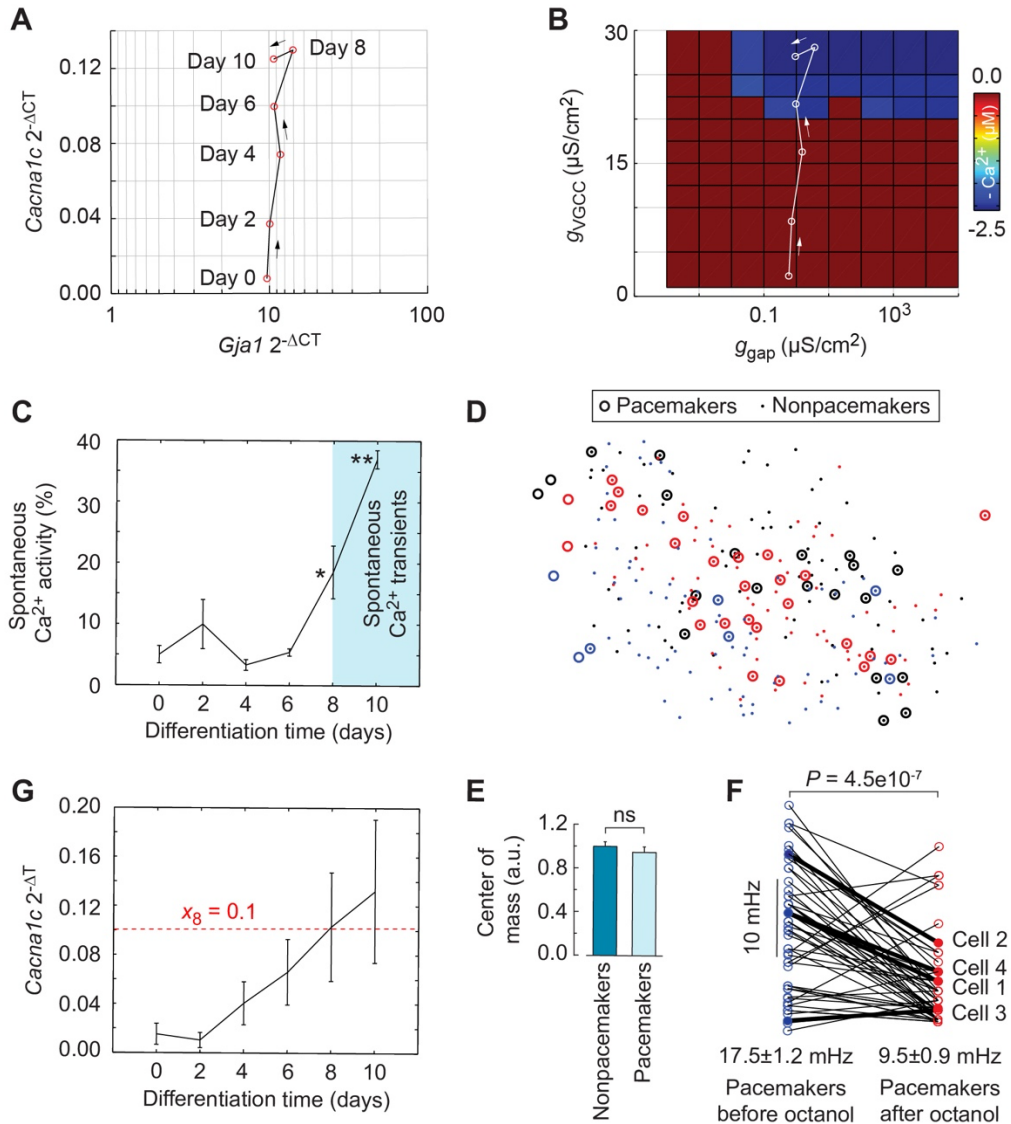 A
Cacna1c 2-ΔCT
0.12
0.08
0.04
0.00
Day 10
Day 8
Day 6
Day 4
Day 2
Day 0
1
10
100
Gja1 2-ΔCT
B
gVGCC (µS/cm²)
30
15
0
0.1
10³
ggap (µS/cm²)
0.0
- Ca²⁺ (µM)
-2.5
C
Spontaneous
Ca²⁺ activity (%)
40
30
20
10
5
0
*
**
Spontaneous
Ca²⁺ transients
0 2 4 6 8 10
Differentiation time (days)
D
Pacemakers Nonpacemakers
G
Cacna1c 2-ΔT
0.20
0.16
0.12
0.08
0.04
0.00
x₈ = 0.1
0 2 4 6 8 10
Differentiation time (days)
E
Center of
mass (a.u.)
1.2
0.8
0.4
0.0
ns
Nonpacemakers
Pacemakers
F
P = 4.5e10⁻⁷
10 mHz
Cell 2
Cell 4
Cell 1
Cell 3
17.5±1.2 mHz
9.5±0.9 mHz
Pacemakers
before octanol
Pacemakers
after octanol